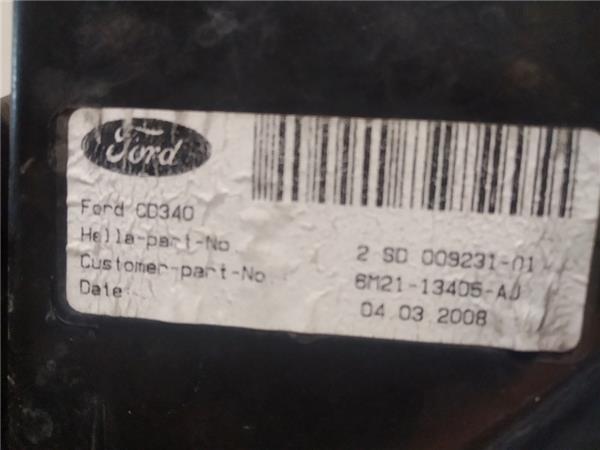 Ford
Ford CD340
Hella-part-No 2 SD 009231-01
Customer-part-No. 6M21-13405-AJ
Date: 04.03.2008